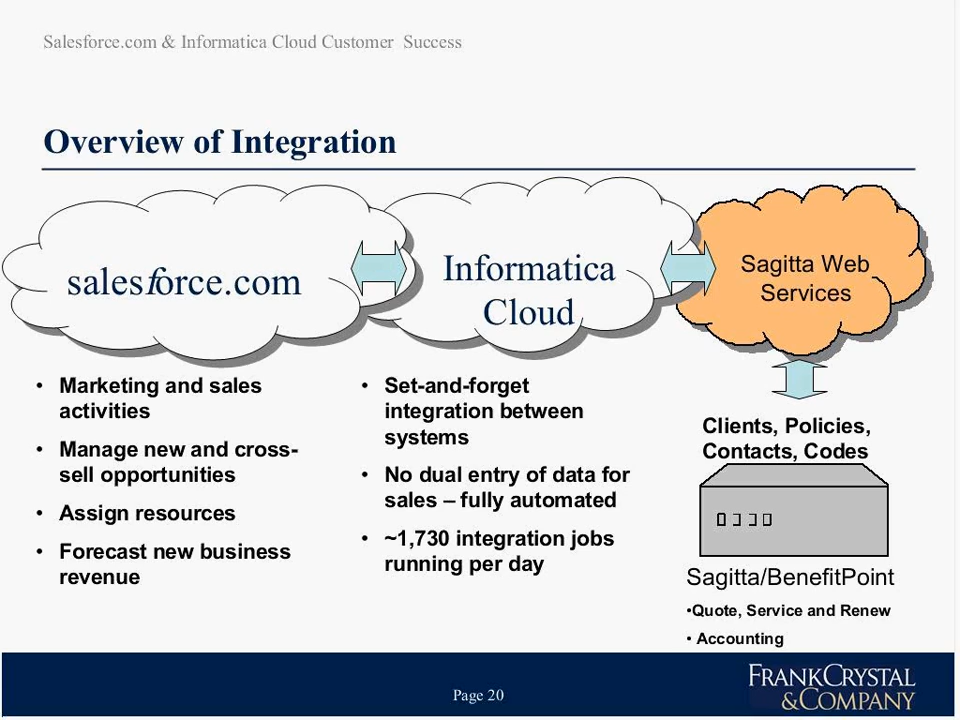 Salesforce.com & Informatica Cloud Customer Success
Overview of Integration
salesforce.com
Informatica
Cloud
Sagitta Web
Services
• Marketing and sales
activities
• Manage new and cross-
sell opportunities
• Assign resources
• Forecast new business
revenue
• Set-and-forget
integration between
systems
• No dual entry of data for
sales – fully automated
• ~1,730 integration jobs
running per day
Clients, Policies,
Contacts, Codes
Sagitta/BenefitPoint
•Quote, Service and Renew
• Accounting
Page 20
FRANKCRYSTAL
&COMPANY